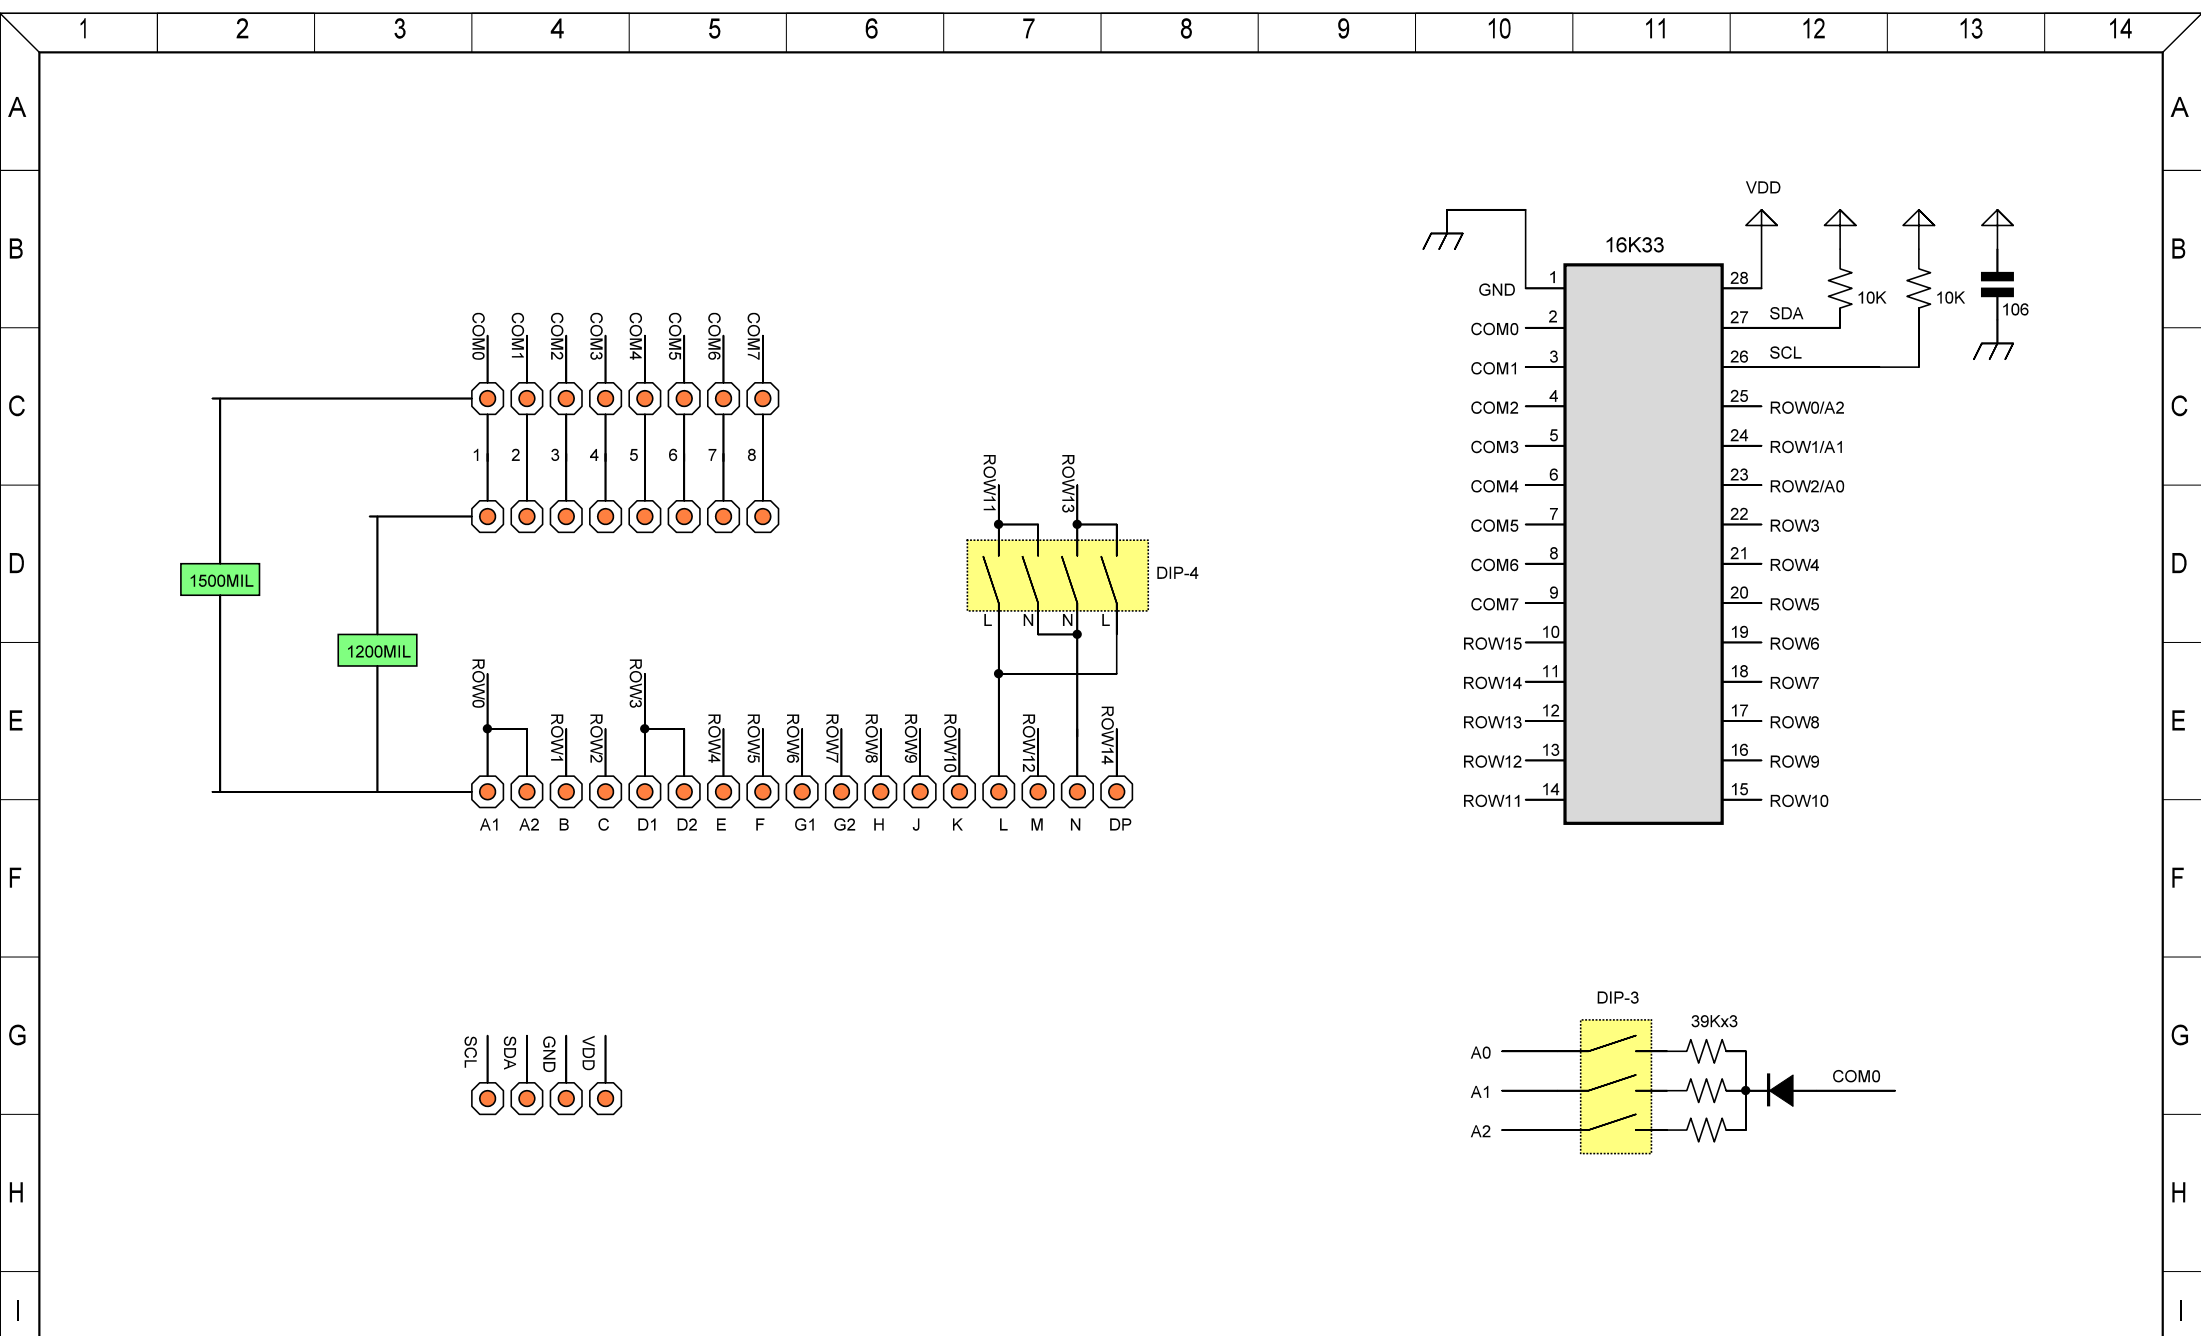 1 2 3 4 5 6 7 8 9 10 11 12 13 14
A A
B B
C C
D D
E E
F F
G G
H H
I I
COM0 COM1 COM2 COM3 COM4 COM5 COM6 COM7
1 2 3 4 5 6 7 8
1500MIL
1200MIL
ROW11 ROW13
DIP-4
L N N L
ROW0 ROW1 ROW2 ROW3 ROW4 ROW5 ROW6 ROW7 ROW8 ROW9 ROW10 ROW12 ROW14
A1 A2 B C D1 D2 E F G1 G2 H J K L M N DP
SCL SDA GND VDD
VDD
16K33
GND 1 28
10K 10K
106
COM0 2 27 SDA
COM1 3 26 SCL
COM2 4 25 ROW0/A2
COM3 5 24 ROW1/A1
COM4 6 23 ROW2/A0
COM5 7 22 ROW3
COM6 8 21 ROW4
COM7 9 20 ROW5
ROW15 10 19 ROW6
ROW14 11 18 ROW7
ROW13 12 17 ROW8
ROW12 13 16 ROW9
ROW11 14 15 ROW10
DIP-3
39Kx3
A0
A1
A2
COM0